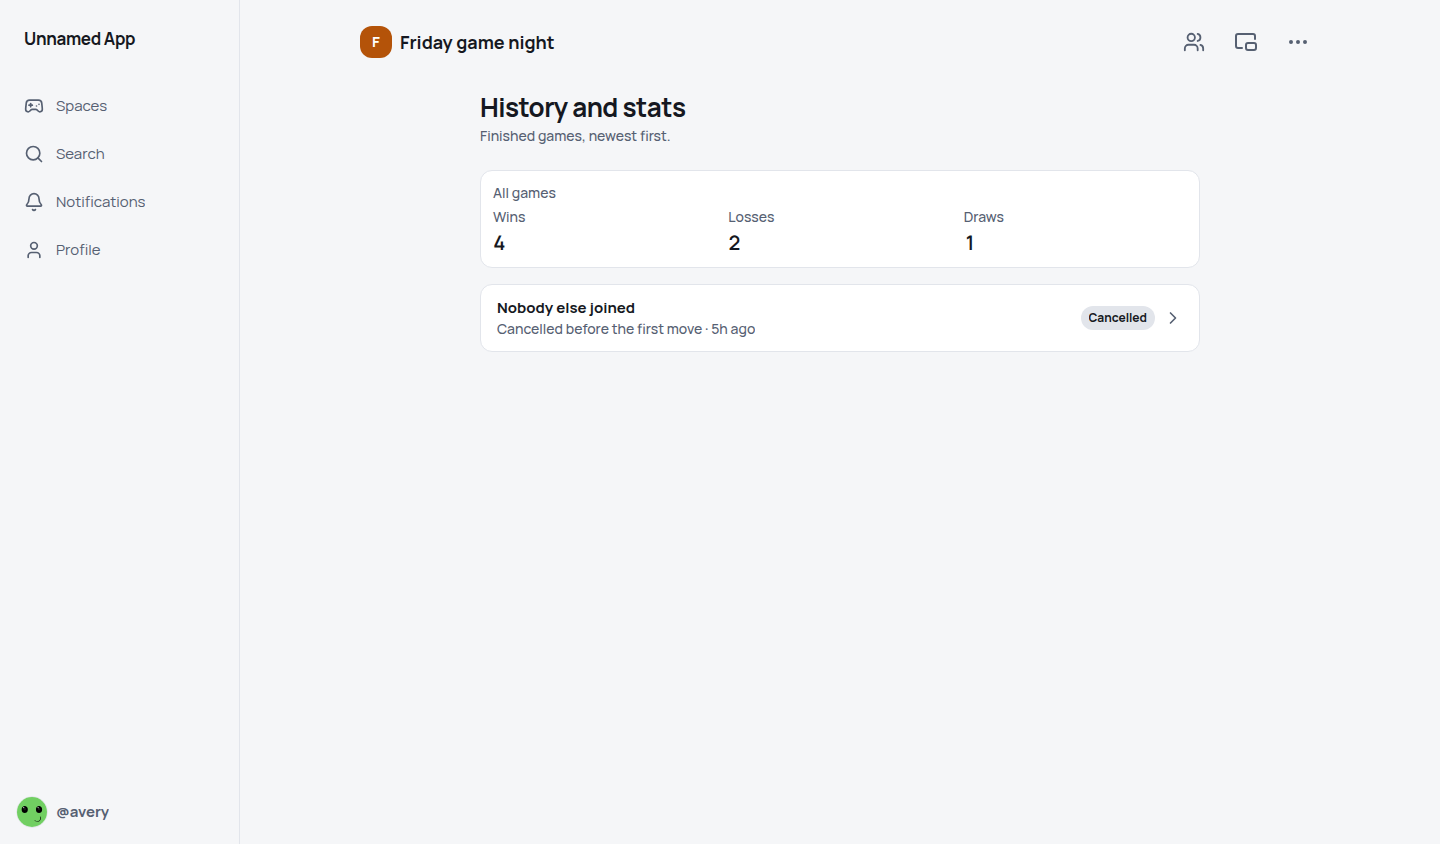 Unnamed App
Spaces
Search
Notifications
Profile
@avery
F
Friday game night
History and stats
Finished games, newest first.
All games
Wins
4
Losses
2
Draws
1
Nobody else joined
Cancelled before the first move · 5h ago
Cancelled